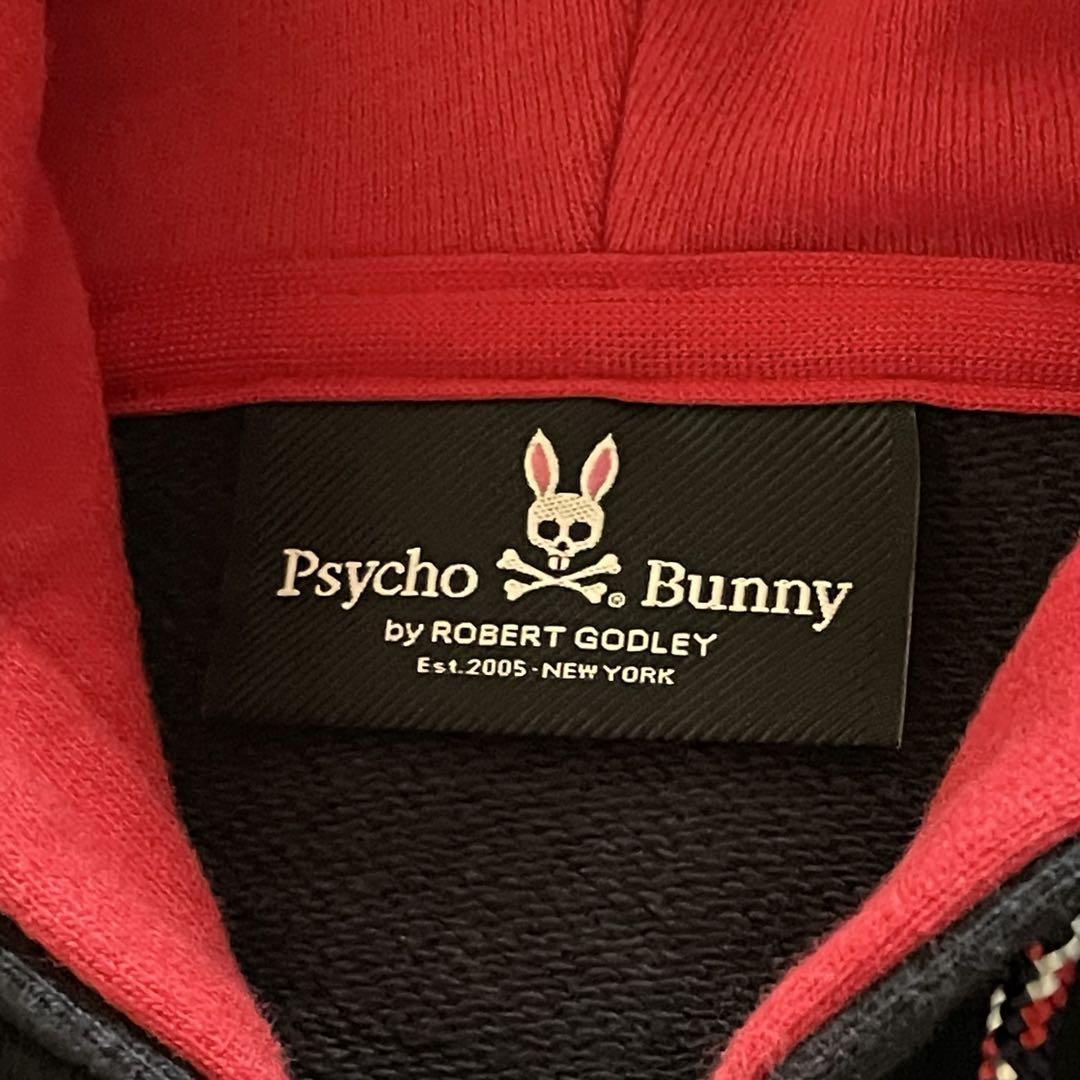 Psycho ® Bunny
by ROBERT GODLEY
Est.2005-NEW YORK